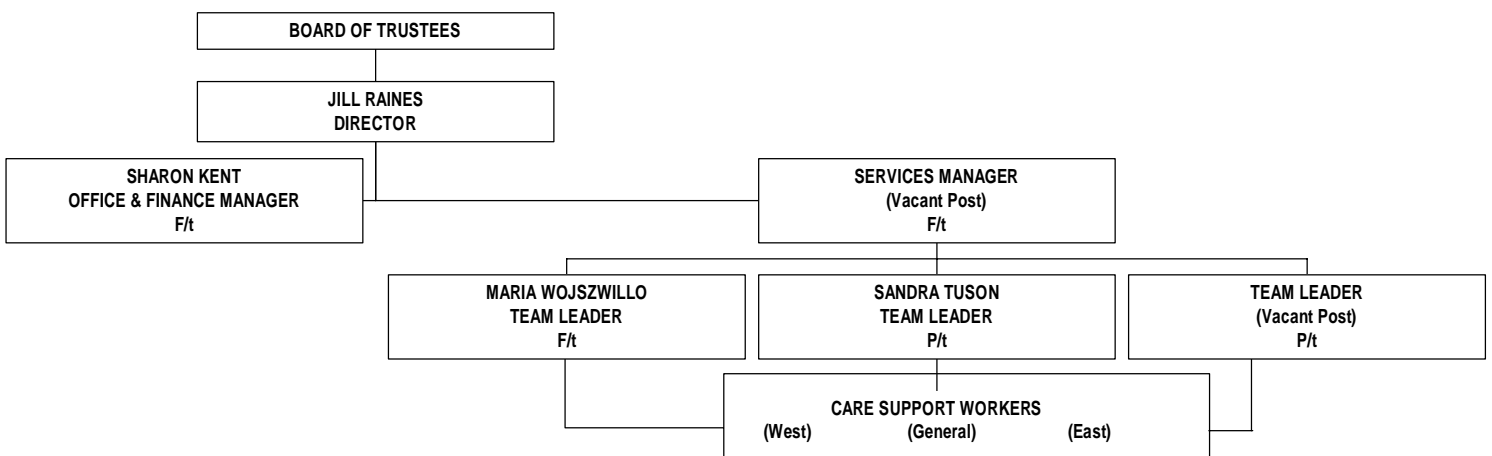 BOARD OF TRUSTEES
JILL RAINES
DIRECTOR
SHARON KENT
OFFICE & FINANCE MANAGER
F/t
SERVICES MANAGER
(Vacant Post)
F/t
MARIA WOJSZWILLO
TEAM LEADER
F/t
SANDRA TUSON
TEAM LEADER
P/t
TEAM LEADER
(Vacant Post)
P/t
CARE SUPPORT WORKERS
(West) (General) (East)